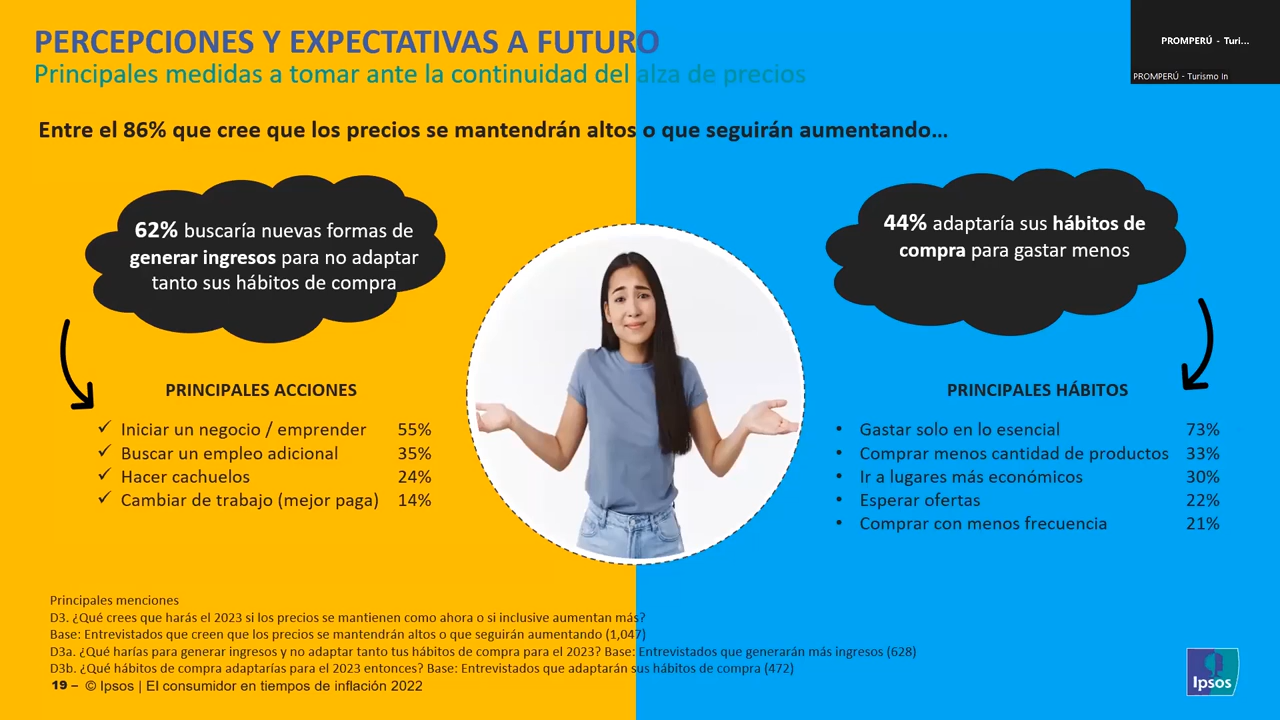 PERCEPCIONES Y EXPECTATIVAS A FUTURO
Principales medidas a tomar ante la continuidad del alza de precios
PROMPERÚ - Turi...
PROMPERÚ - Turismo In
Entre el 86% que cree que los precios se mantendrán altos o que seguirán aumentando...
62% buscaría nuevas formas de
generar ingresos para no adaptar
tanto sus hábitos de compra
PRINCIPALES ACCIONES
✓ Iniciar un negocio / emprender 55%
✓ Buscar un empleo adicional 35%
✓ Hacer cachuelos 24%
✓ Cambiar de trabajo (mejor paga) 14%
44% adaptaría sus hábitos de
compra para gastar menos
PRINCIPALES HÁBITOS
• Gastar solo en lo esencial 73%
• Comprar menos cantidad de productos 33%
• Ir a lugares más económicos 30%
• Esperar ofertas 22%
• Comprar con menos frecuencia 21%
Principales menciones
D3. ¿Qué crees que harás el 2023 si los precios se mantienen como ahora o si inclusive aumentan más?
Base: Entrevistados que creen que los precios se mantendrán altos o que seguirán aumentando (1,047)
D3a. ¿Qué harías para generar ingresos y no adaptar tanto tus hábitos de compra para el 2023? Base: Entrevistados que generarán más ingresos (628)
D3b. ¿Qué hábitos de compra adaptarías para el 2023 entonces? Base: Entrevistados que adaptarán sus hábitos de compra (472)
19 – © Ipsos | El consumidor en tiempos de inflación 2022
Ipsos